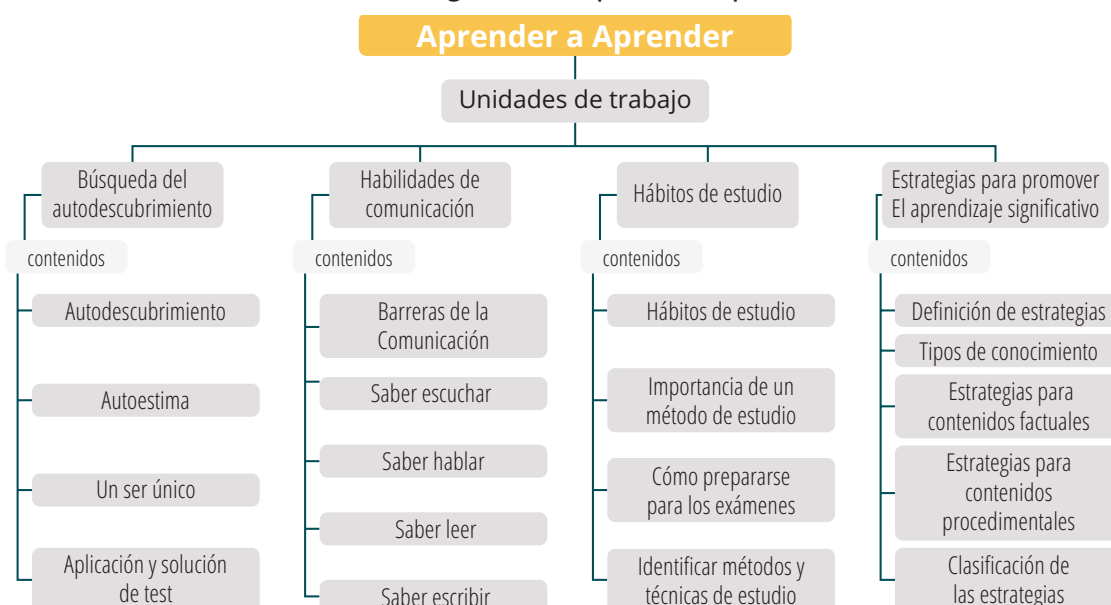 Aprender a Aprender
Unidades de trabajo
Búsqueda del
autodescubrimiento
contenidos
Autodescubrimiento
Autoestima
Un ser único
Aplicación y solución
de test
Habilidades de
comunicación
contenidos
Barreras de la
Comunicación
Saber escuchar
Saber hablar
Saber leer
Saber escribir
Hábitos de estudio
contenidos
Hábitos de estudio
Importancia de un
método de estudio
Cómo prepararse
para los exámenes
Identificar métodos y
técnicas de estudio
Estrategias para promover
El aprendizaje significativo
contenidos
Definición de estrategias
Tipos de conocimiento
Estrategias para
contenidos factuales
Estrategias para
contenidos
procedimentales
Clasificación de
las estrategias